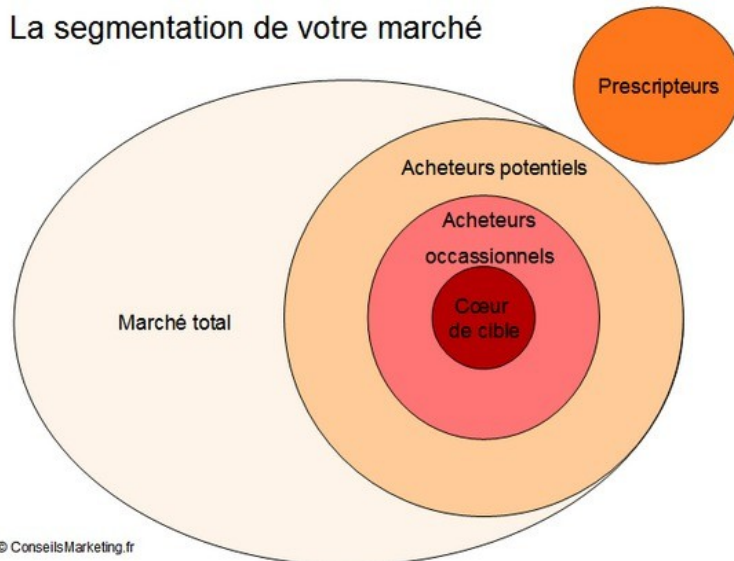 La segmentation de votre marché
Prescripteurs
Acheteurs potentiels
Acheteurs
occassionnels
Cœur
de cible
Marché total
© ConseilsMarketing.fr